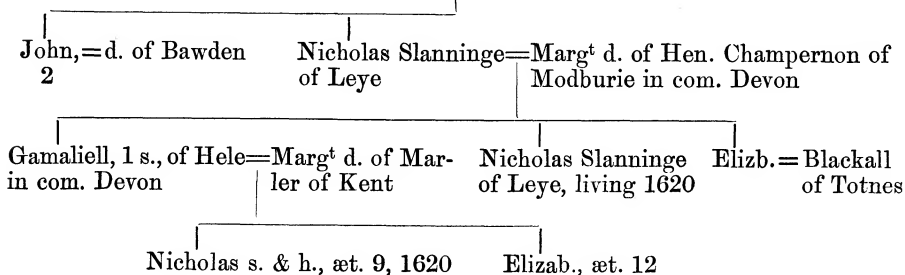 John,=d. of Bawden Nicholas Slanninge=Margᵗ d. of Hen. Champernon of
2 of Leye Modburie in com. Devon
Gamaliell, 1 s., of Hele=Margᵗ d. of Mar- Nicholas Slanninge Elizb.=Blackall
in com. Devon ler of Kent of Leye, living 1620 of Totnes
Nicholas s. & h., æt. 9, 1620 Elizab., æt. 12